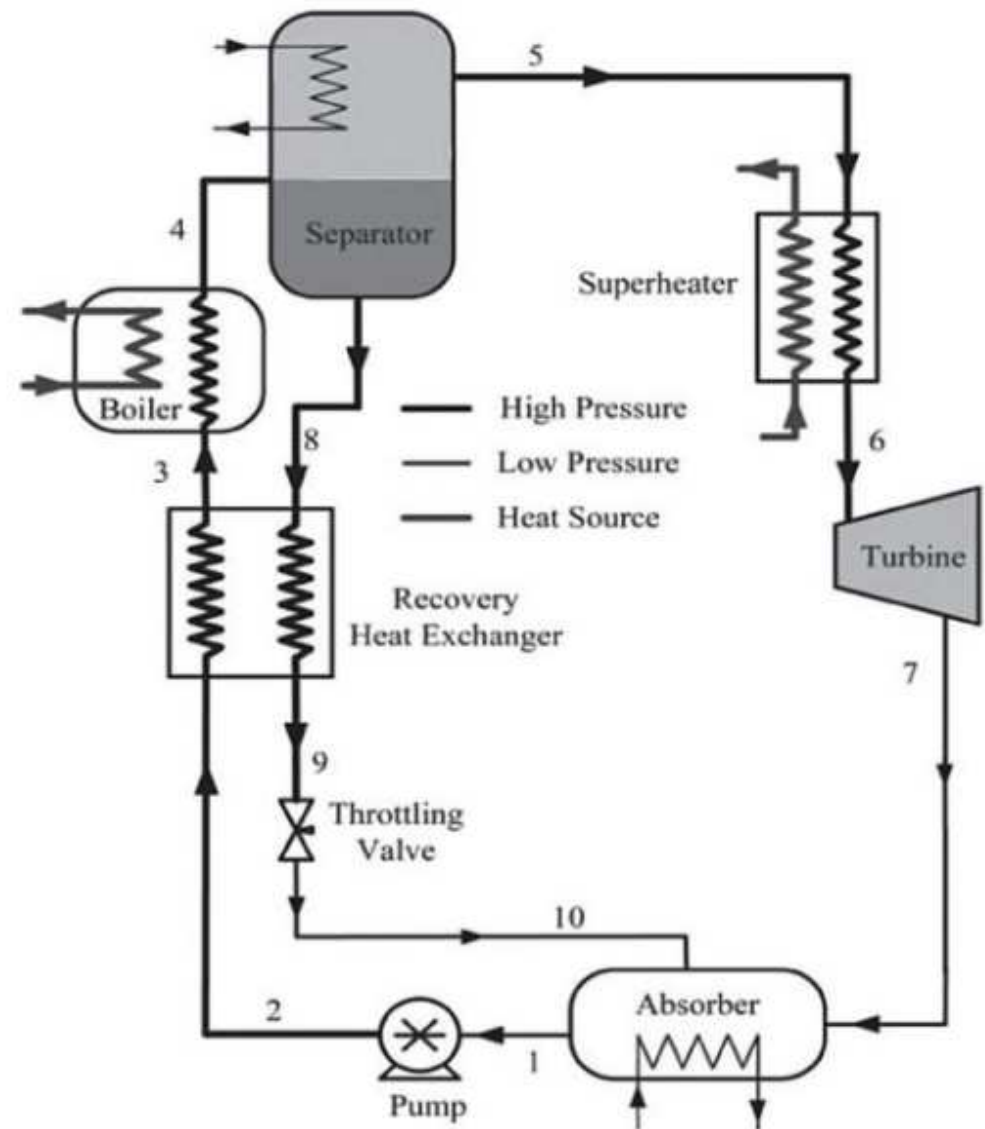 5
Separator
4
Superheater
Boiler
High Pressure
8
Low Pressure
6
3
Heat Source
Turbine
Recovery
Heat Exchanger
7
9
Throttling
Valve
10
2
Absorber
1
Pump